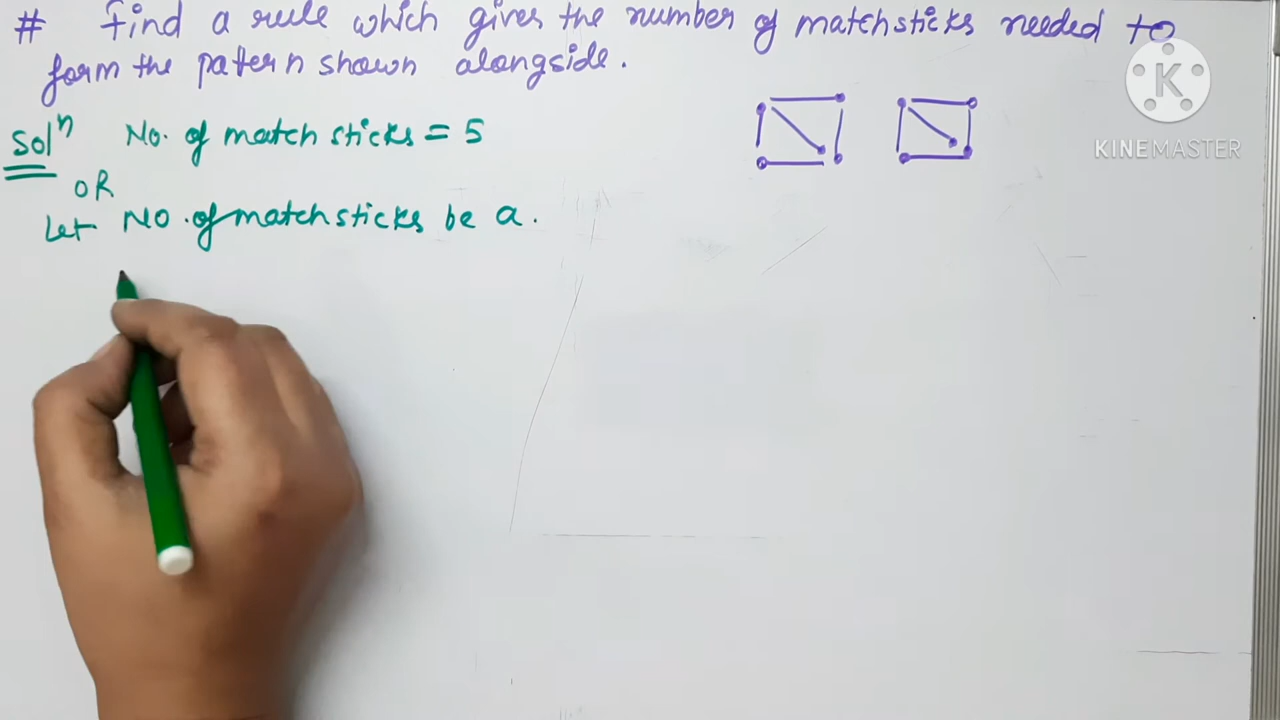 # Find a rule which gives the number of matchsticks needed to
form the patern shown alongside.
Solⁿ No. of match sticks = 5
OR
Let No. of matchsticks be a.
K
KINEMASTER